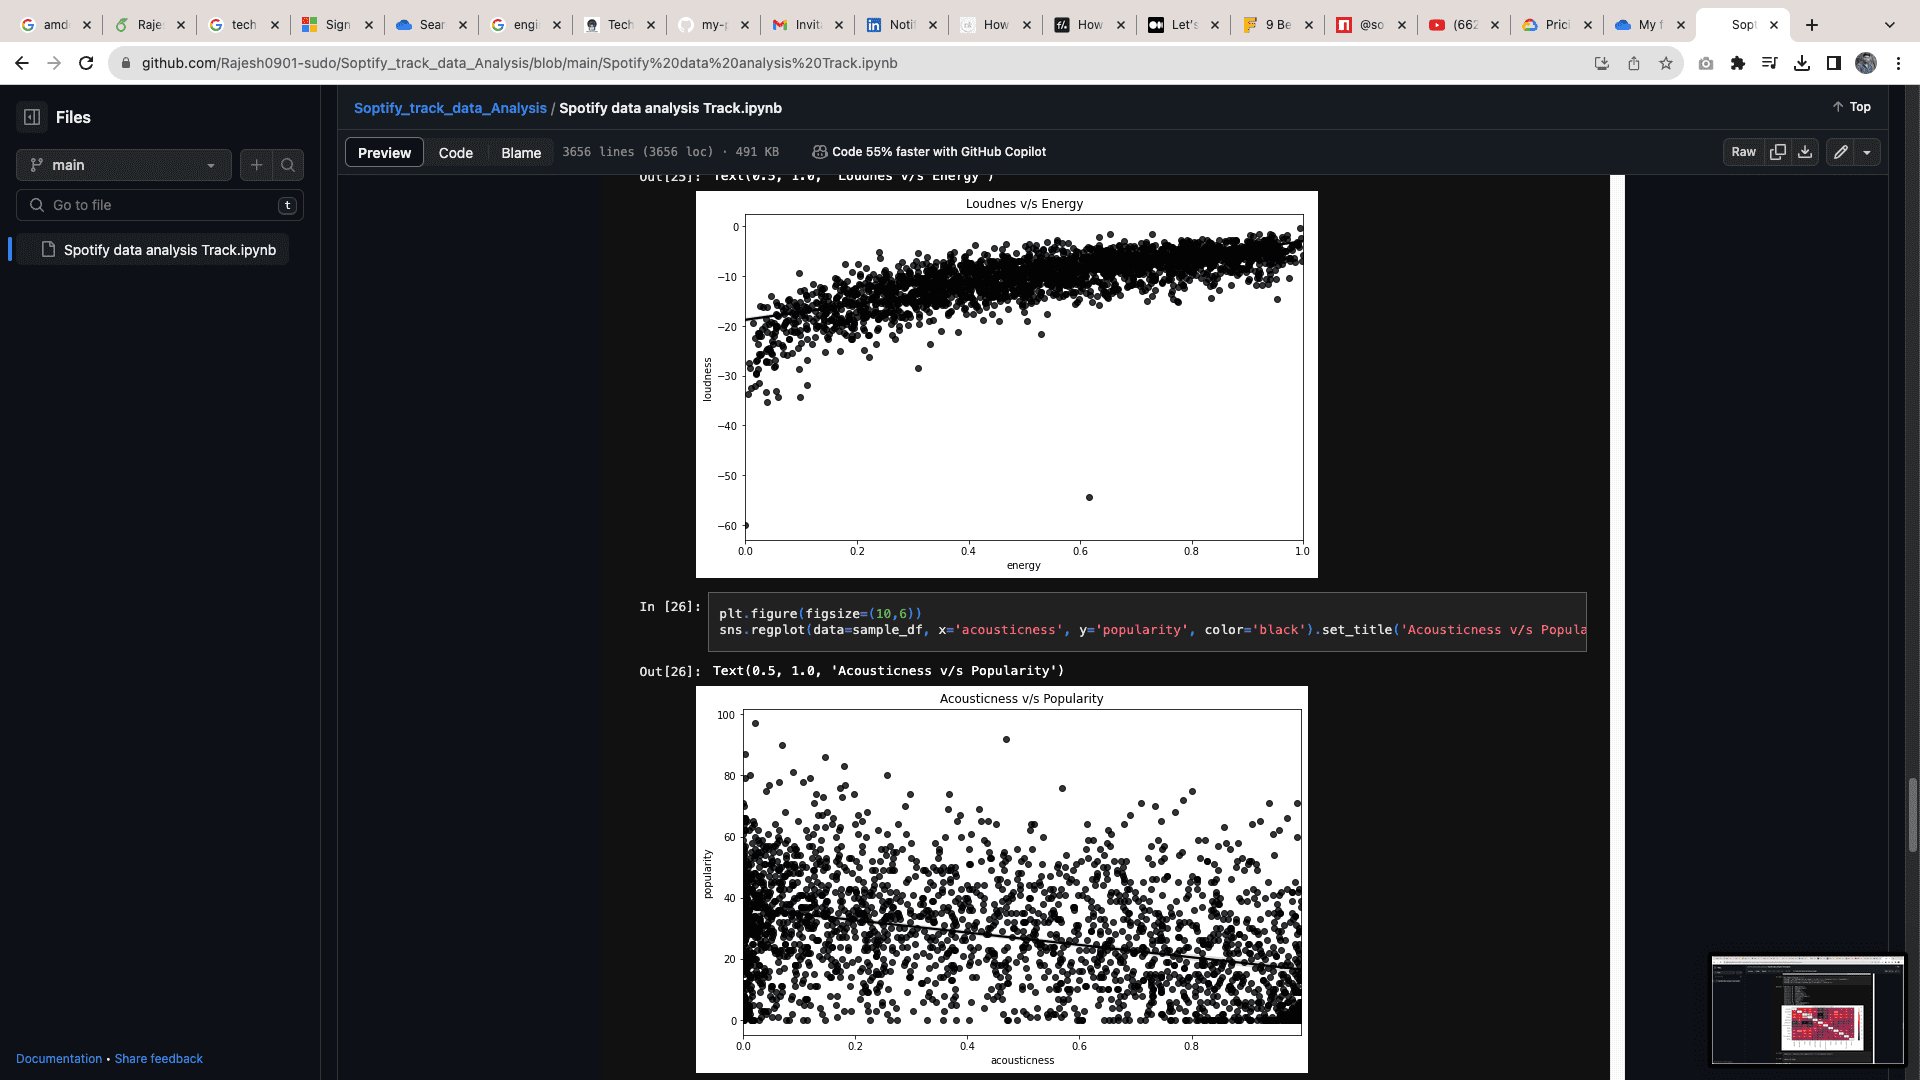 amd
Raje
tech
Sign
Sear
engi
Tech
my-p
Invita
Notif
How
How
Let's
9 Be
@so
(662
Prici
My f
Sopt
github.com/Rajesh0901-sudo/Soptify_track_data_Analysis/blob/main/Spotify%20data%20analysis%20Track.ipynb
Files
main
Go to file
t
Spotify data analysis Track.ipynb
Documentation • Share feedback
Soptify_track_data_Analysis / Spotify data analysis Track.ipynb
Top
Preview Code Blame 3656 lines (3656 loc) · 491 KB Code 55% faster with GitHub Copilot Raw
Out[25]: Text(0.5, 1.0, 'Loudnes v/s Energy')
Loudnes v/s Energy
0
−10
−20
−30
−40
−50
−60
loudness
0.0 0.2 0.4 0.6 0.8 1.0
energy
In [26]: plt.figure(figsize=(10,6))
sns.regplot(data=sample_df, x='acousticness', y='popularity', color='black').set_title('Acousticness v/s Popula
Out[26]: Text(0.5, 1.0, 'Acousticness v/s Popularity')
Acousticness v/s Popularity
100
80
60
40
20
0
popularity
0.0 0.2 0.4 0.6 0.8
acousticness